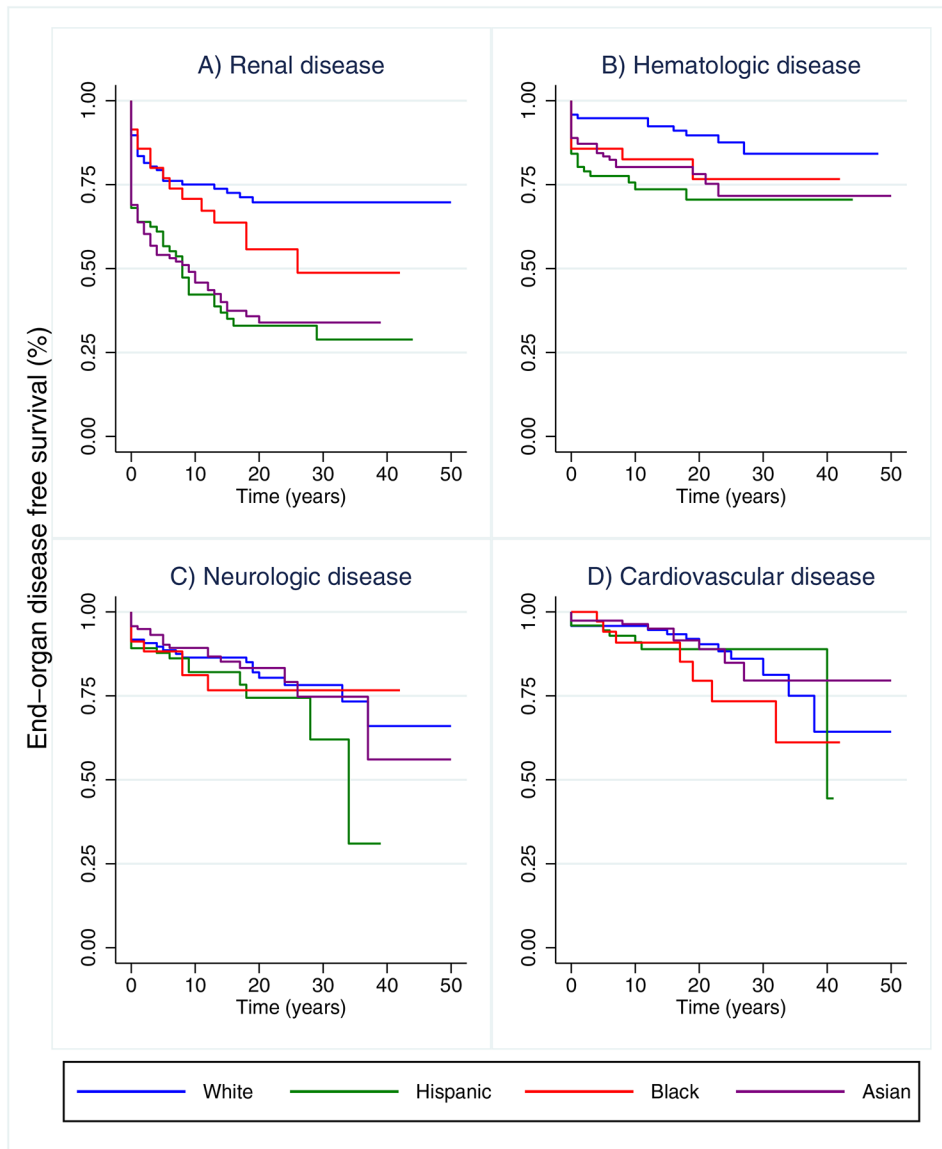 End–organ disease free survival (%)
A) Renal disease
1.00
0.75
0.50
0.25
0.00
0 10 20 30 40 50
Time (years)
B) Hematologic disease
1.00
0.75
0.50
0.25
0.00
0 10 20 30 40 50
Time (years)
C) Neurologic disease
1.00
0.75
0.50
0.25
0.00
0 10 20 30 40 50
Time (years)
D) Cardiovascular disease
1.00
0.75
0.50
0.25
0.00
0 10 20 30 40 50
Time (years)
White Hispanic Black Asian